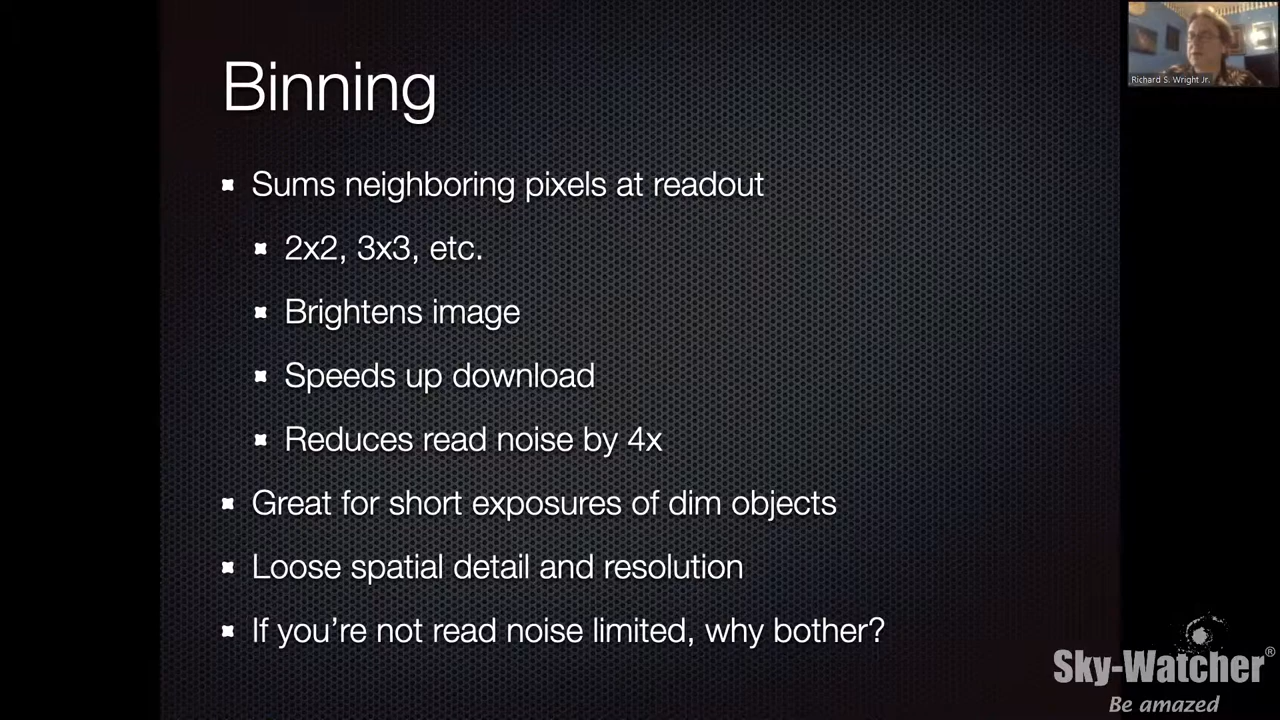 Binning
Sums neighboring pixels at readout
2x2, 3x3, etc.
Brightens image
Speeds up download
Reduces read noise by 4x
Great for short exposures of dim objects
Loose spatial detail and resolution
If you're not read noise limited, why bother?
Richard S. Wright Jr.
Sky-Watcher®
Be amazed